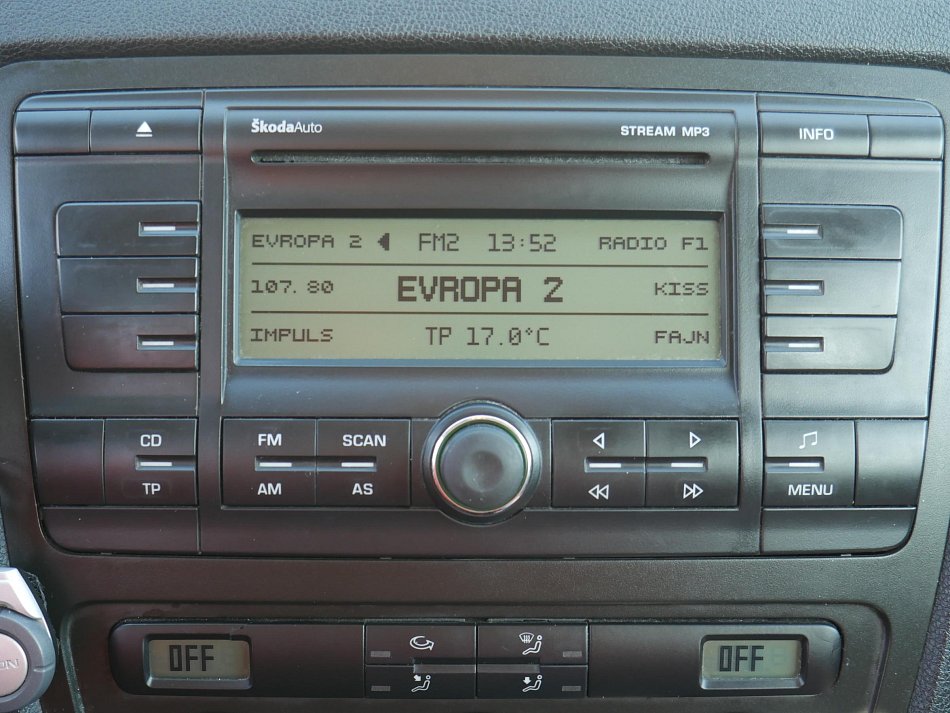 ŠkodaAuto STREAM MP3 INFO
EVROPA 2 FM2 13:52 RADIO F1
107.80 EVROPA 2 KISS
IMPULS TP 17.0°C FAJN
CD FM SCAN
TP AM AS MENU
OFF OFF